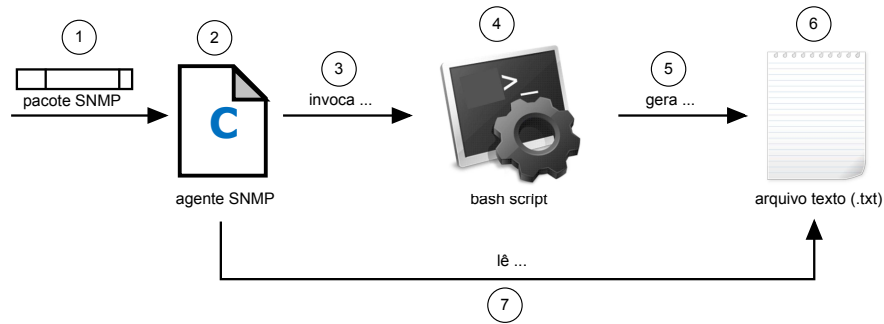 1
2
3
4
5
6
pacote SNMP
C
invoca ...
>_
gera ...
agente SNMP
bash script
arquivo texto (.txt)
lê ...
7